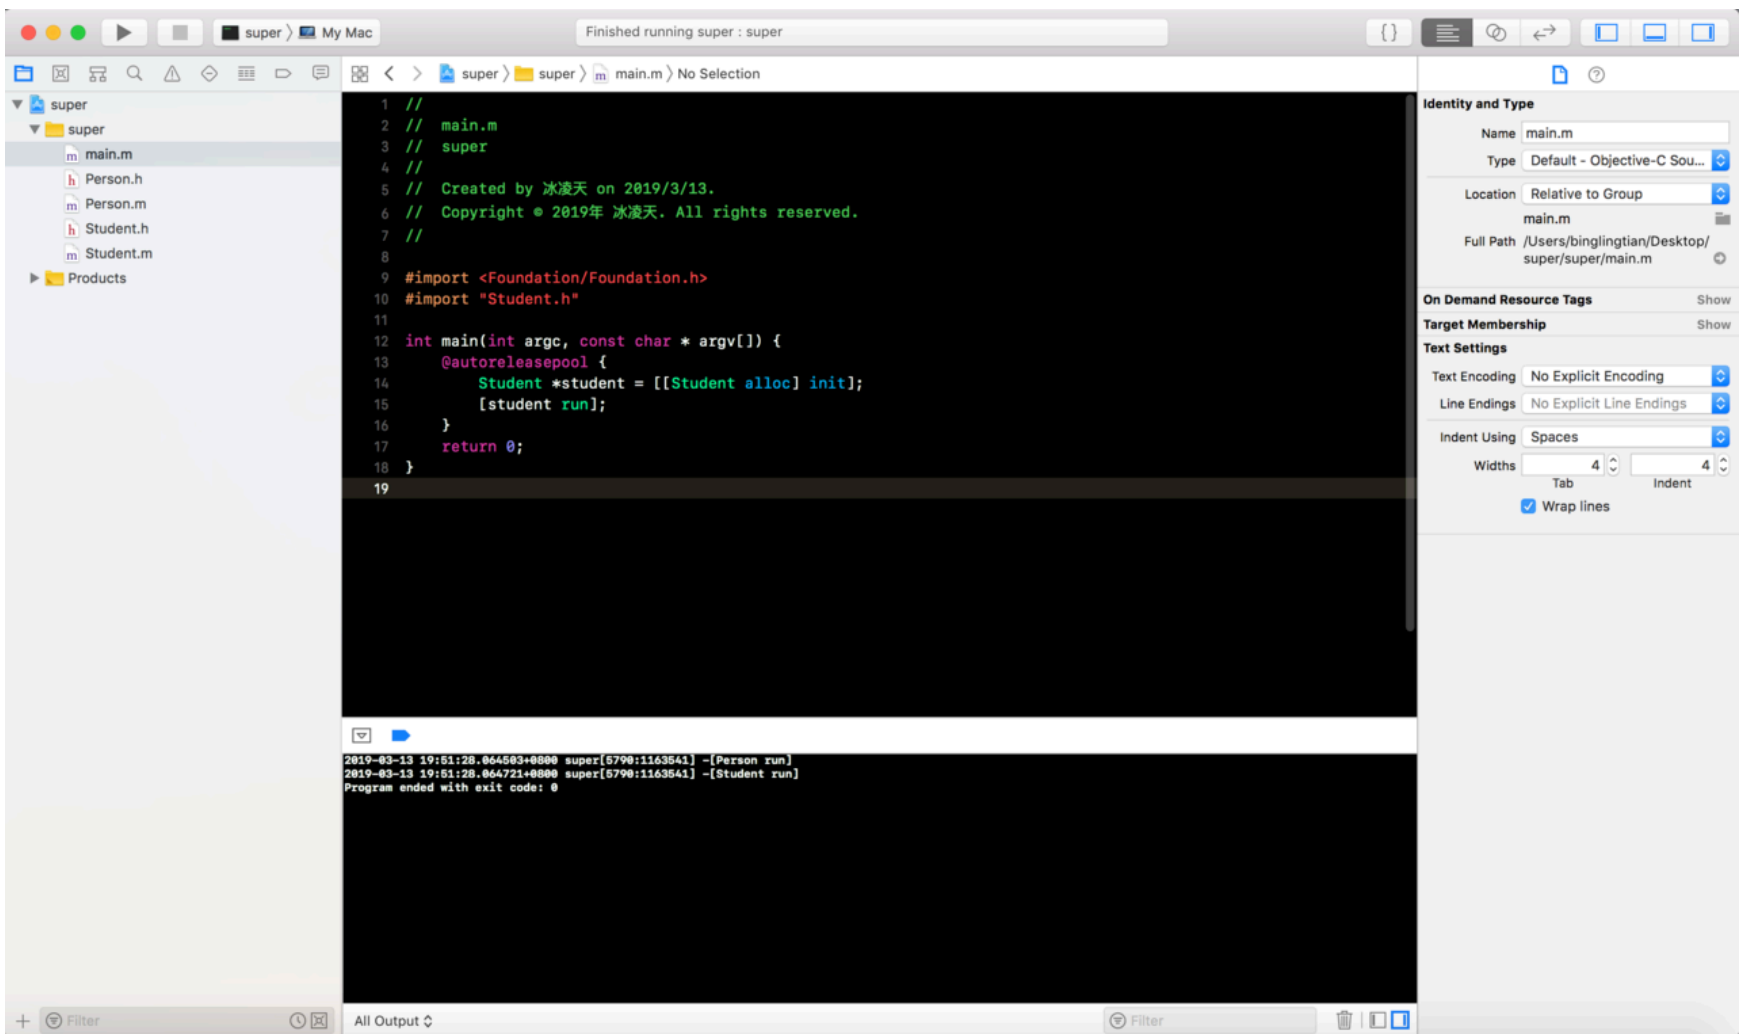 super 〉 My Mac
Finished running super : super
{ }
super 〉 super 〉 main.m 〉 No Selection
super
super
main.m
Person.h
Person.m
Student.h
Student.m
Products
1 //
2 //  main.m
3 //  super
4 //
5 //  Created by 冰凌天 on 2019/3/13.
6 //  Copyright © 2019年 冰凌天. All rights reserved.
7 //
8
9 #import <Foundation/Foundation.h>
10 #import "Student.h"
11
12 int main(int argc, const char * argv[]) {
13     @autoreleasepool {
14         Student *student = [[Student alloc] init];
15         [student run];
16     }
17     return 0;
18 }
19
2019-03-13 19:51:28.064503+0800 super[5790:1163541] -[Person run]
2019-03-13 19:51:28.064721+0800 super[5790:1163541] -[Student run]
Program ended with exit code: 0
Identity and Type
Name main.m
Type Default - Objective-C Sou...
Location Relative to Group
main.m
Full Path /Users/binglingtian/Desktop/
super/super/main.m
On Demand Resource Tags Show
Target Membership Show
Text Settings
Text Encoding No Explicit Encoding
Line Endings No Explicit Line Endings
Indent Using Spaces
Widths 4 4
Tab Indent
Wrap lines
Filter
All Output
Filter